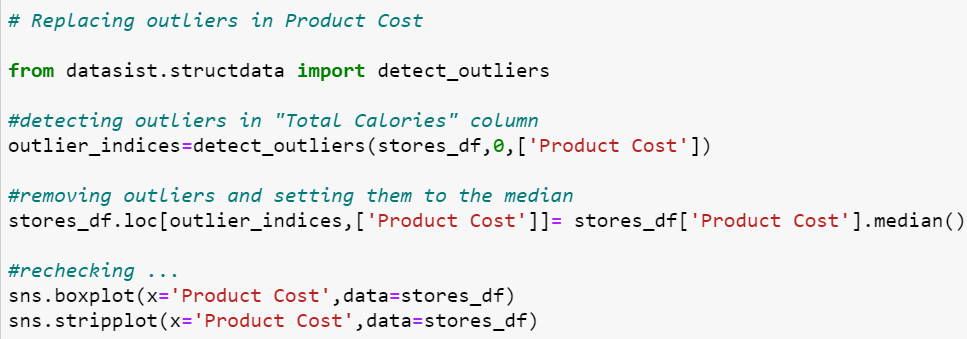 # Replacing outliers in Product Cost
from datasist.structdata import detect_outliers
#detecting outliers in "Total Calories" column
outlier_indices=detect_outliers(stores_df,0,['Product Cost'])
#removing outliers and setting them to the median
stores_df.loc[outlier_indices,['Product Cost']]= stores_df['Product Cost'].median()
#rechecking ...
sns.boxplot(x='Product Cost',data=stores_df)
sns.stripplot(x='Product Cost',data=stores_df)